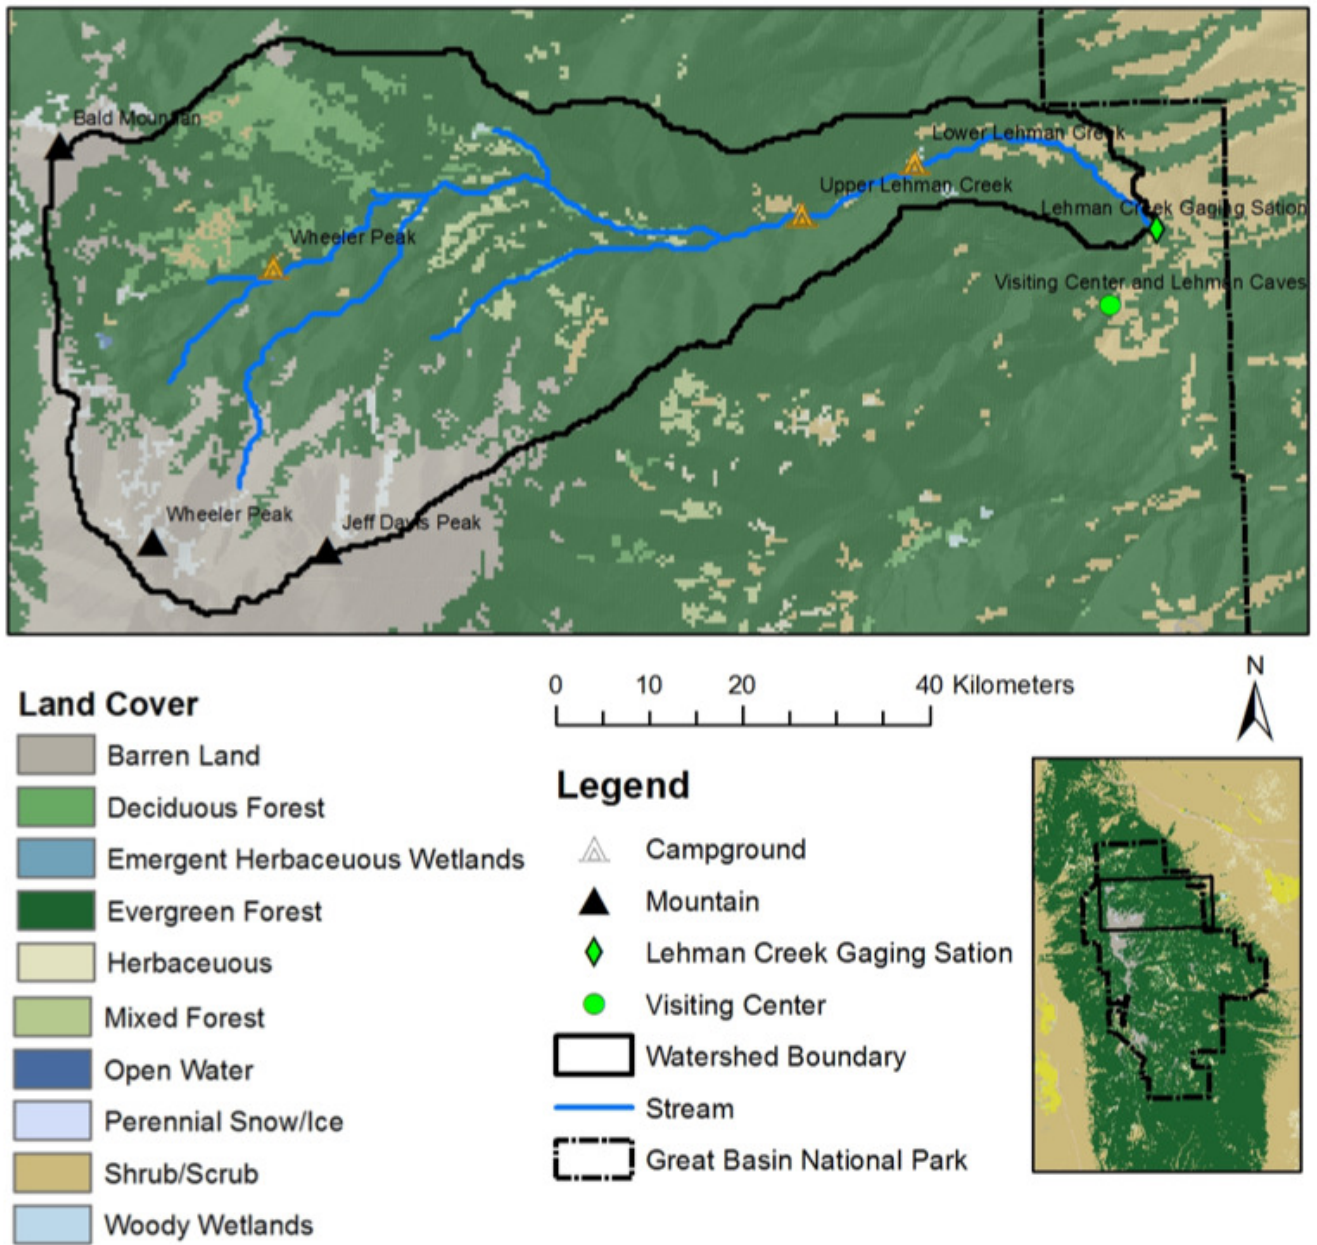 Bald Mountan
Lower Lehman Creek
Upper Lehman Creek
Lehman Creek Gaging Sation
Wheeler Peak
Visiting Center and Lehman Caves
Wheeler Peak
Jeff Davis Peak
Land Cover
Barren Land
Deciduous Forest
Emergent Herbaceuous Wetlands
Evergreen Forest
Herbaceuous
Mixed Forest
Open Water
Perennial Snow/Ice
Shrub/Scrub
Woody Wetlands
0 10 20 40 Kilometers
Legend
Campground
Mountain
Lehman Creek Gaging Sation
Visiting Center
Watershed Boundary
Stream
Great Basin National Park
N